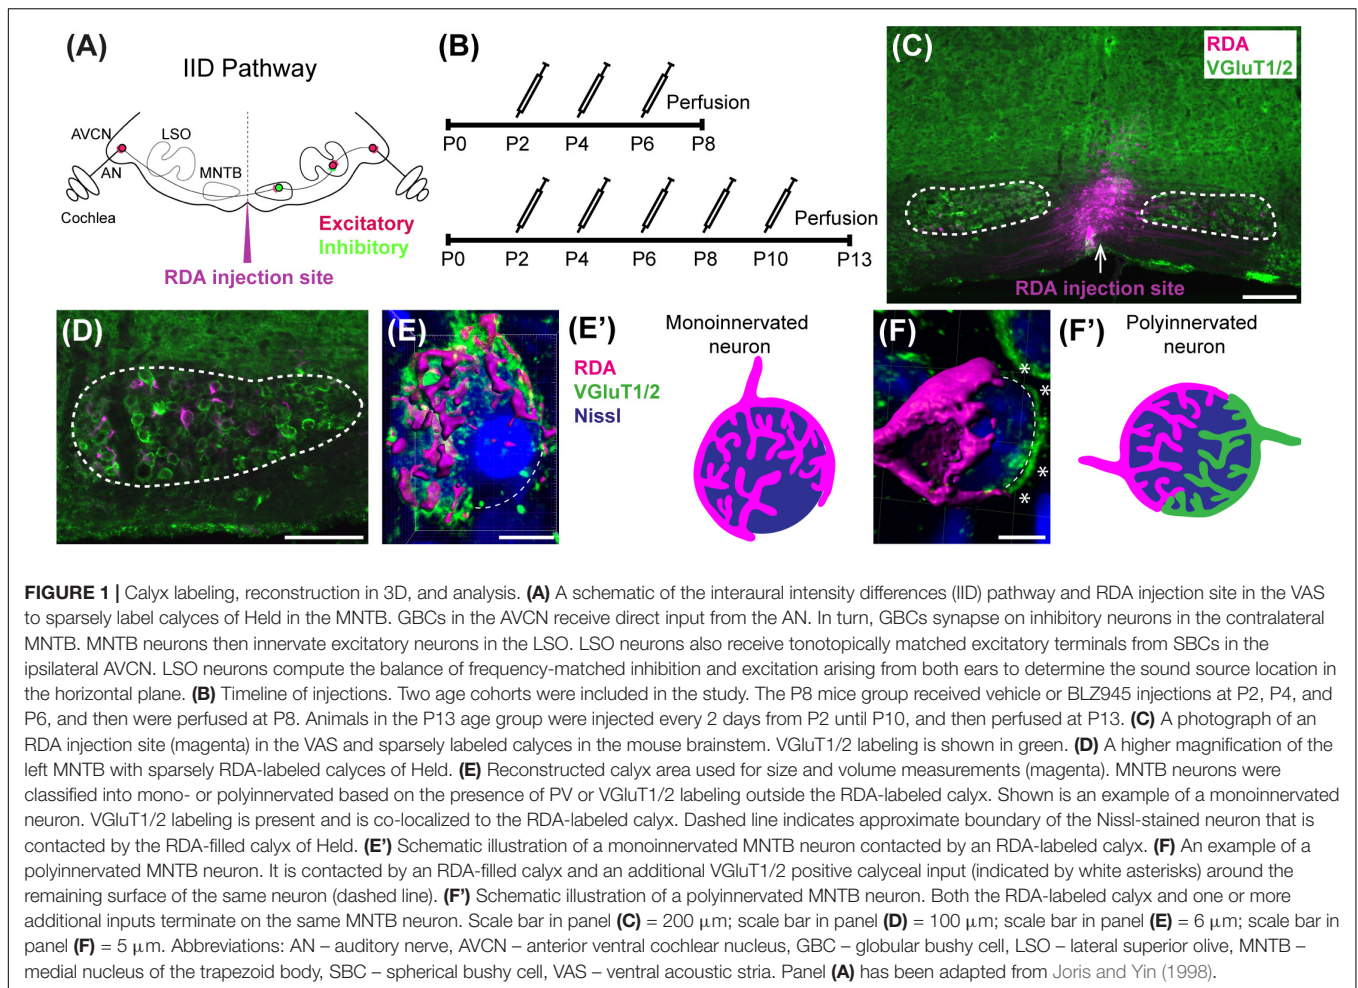 (A)
IID Pathway
AVCN
LSO
AN
MNTB
Cochlea
Excitatory
Inhibitory
RDA injection site
(B)
Perfusion
P0 P2 P4 P6 P8
Perfusion
P0 P2 P4 P6 P8 P10 P13
(C)
RDA
VGluT1/2
RDA injection site
(D)
(E)
(E’)
RDA
VGluT1/2
Nissl
Monoinnervated
neuron
(F)
*
*
*
*
(F’)
Polyinnervated
neuron
FIGURE 1 | Calyx labeling, reconstruction in 3D, and analysis. (A) A schematic of the interaural intensity differences (IID) pathway and RDA injection site in the VAS
to sparsely label calyces of Held in the MNTB. GBCs in the AVCN receive direct input from the AN. In turn, GBCs synapse on inhibitory neurons in the contralateral
MNTB. MNTB neurons then innervate excitatory neurons in the LSO. LSO neurons also receive tonotopically matched excitatory terminals from SBCs in the
ipsilateral AVCN. LSO neurons compute the balance of frequency-matched inhibition and excitation arising from both ears to determine the sound source location in
the horizontal plane. (B) Timeline of injections. Two age cohorts were included in the study. The P8 mice group received vehicle or BLZ945 injections at P2, P4, and
P6, and then were perfused at P8. Animals in the P13 age group were injected every 2 days from P2 until P10, and then perfused at P13. (C) A photograph of an
RDA injection site (magenta) in the VAS and sparsely labeled calyces in the mouse brainstem. VGluT1/2 labeling is shown in green. (D) A higher magnification of the
left MNTB with sparsely RDA-labeled calyces of Held. (E) Reconstructed calyx area used for size and volume measurements (magenta). MNTB neurons were
classified into mono- or polyinnervated based on the presence of PV or VGluT1/2 labeling outside the RDA-labeled calyx. Shown is an example of a monoinnervated
neuron. VGluT1/2 labeling is present and is co-localized to the RDA-labeled calyx. Dashed line indicates approximate boundary of the Nissl-stained neuron that is
contacted by the RDA-filled calyx of Held. (E’) Schematic illustration of a monoinnervated MNTB neuron contacted by an RDA-labeled calyx. (F) An example of a
polyinnervated MNTB neuron. It is contacted by an RDA-filled calyx and an additional VGluT1/2 positive calyceal input (indicated by white asterisks) around the
remaining surface of the same neuron (dashed line). (F’) Schematic illustration of a polyinnervated MNTB neuron. Both the RDA-labeled calyx and one or more
additional inputs terminate on the same MNTB neuron. Scale bar in panel (C) = 200 μm; scale bar in panel (D) = 100 μm; scale bar in panel (E) = 6 μm; scale bar in
panel (F) = 5 μm. Abbreviations: AN – auditory nerve, AVCN – anterior ventral cochlear nucleus, GBC – globular bushy cell, LSO – lateral superior olive, MNTB –
medial nucleus of the trapezoid body, SBC – spherical bushy cell, VAS – ventral acoustic stria. Panel (A) has been adapted from Joris and Yin (1998).